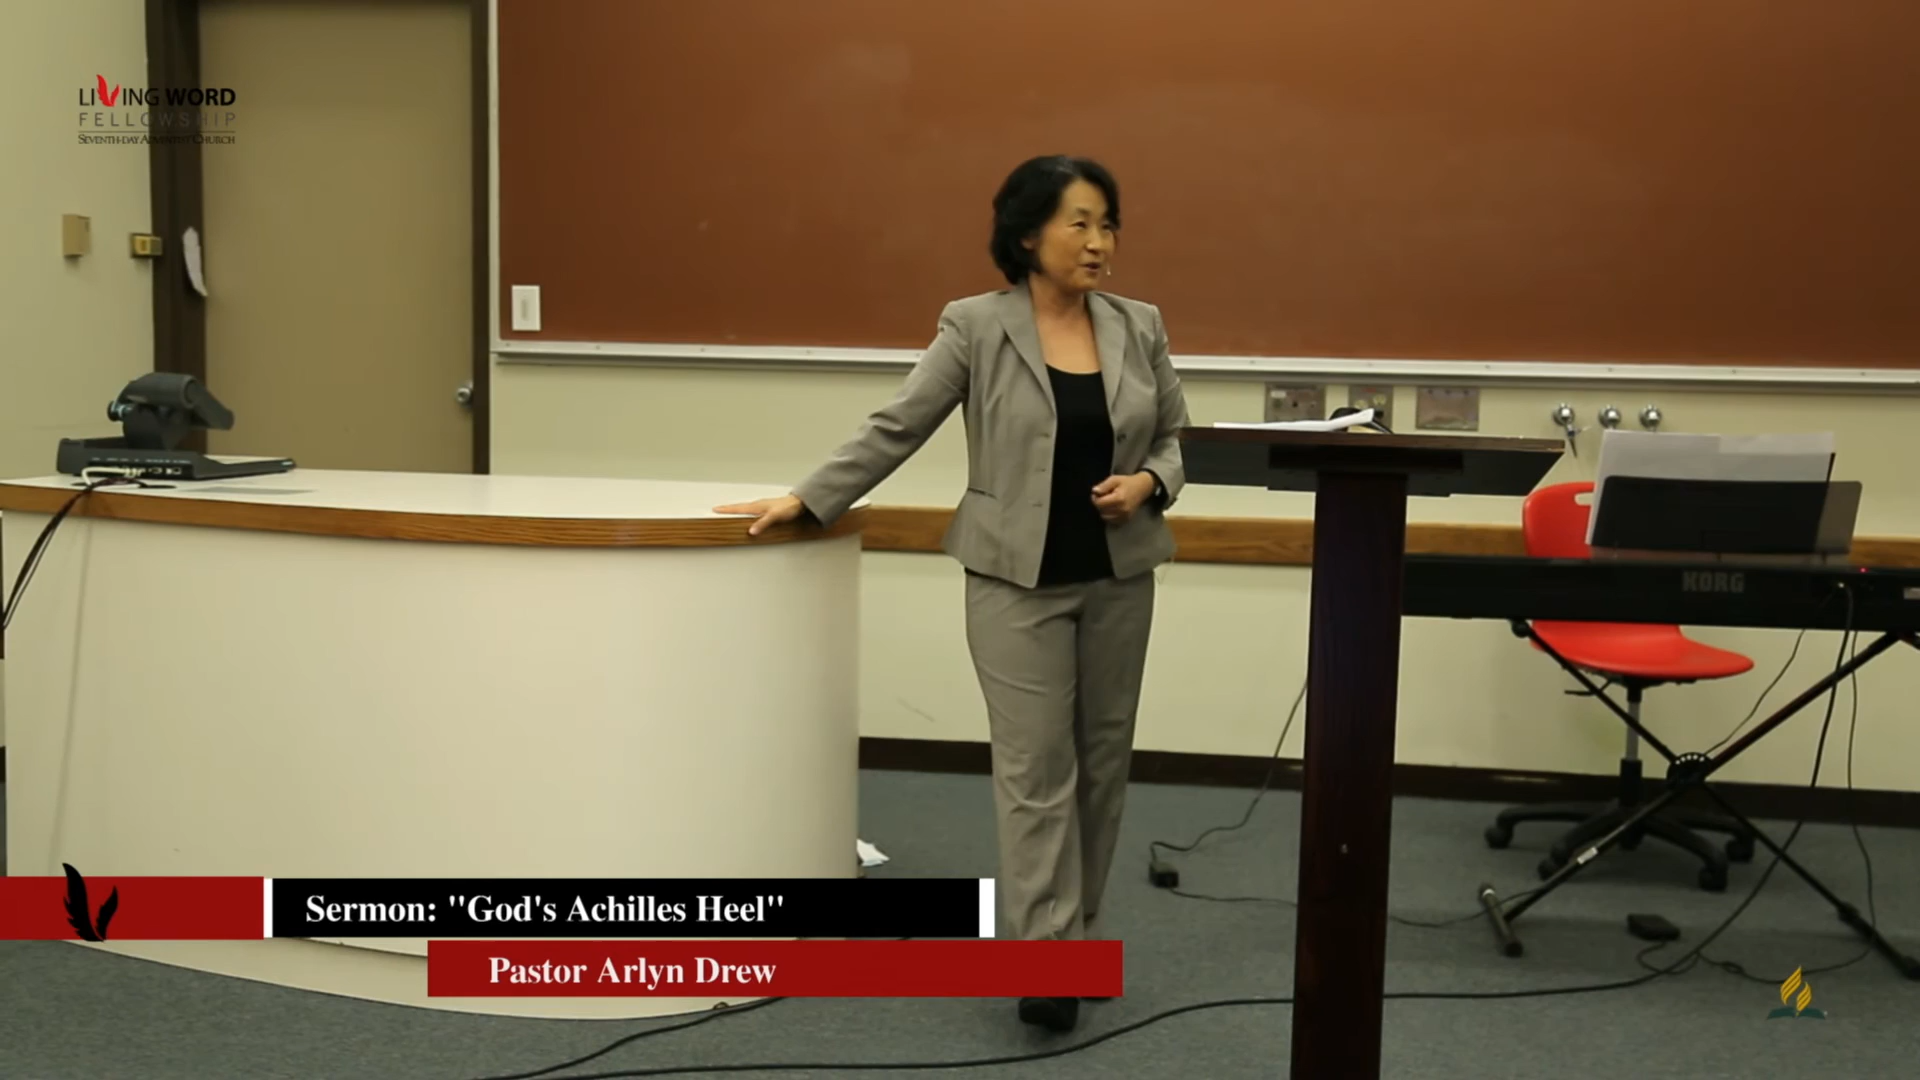 LIVING WORD
FELLOWSHIP
SEVENTH-DAY ADVENTIST CHURCH
KORG
Sermon: "God's Achilles Heel"
Pastor Arlyn Drew